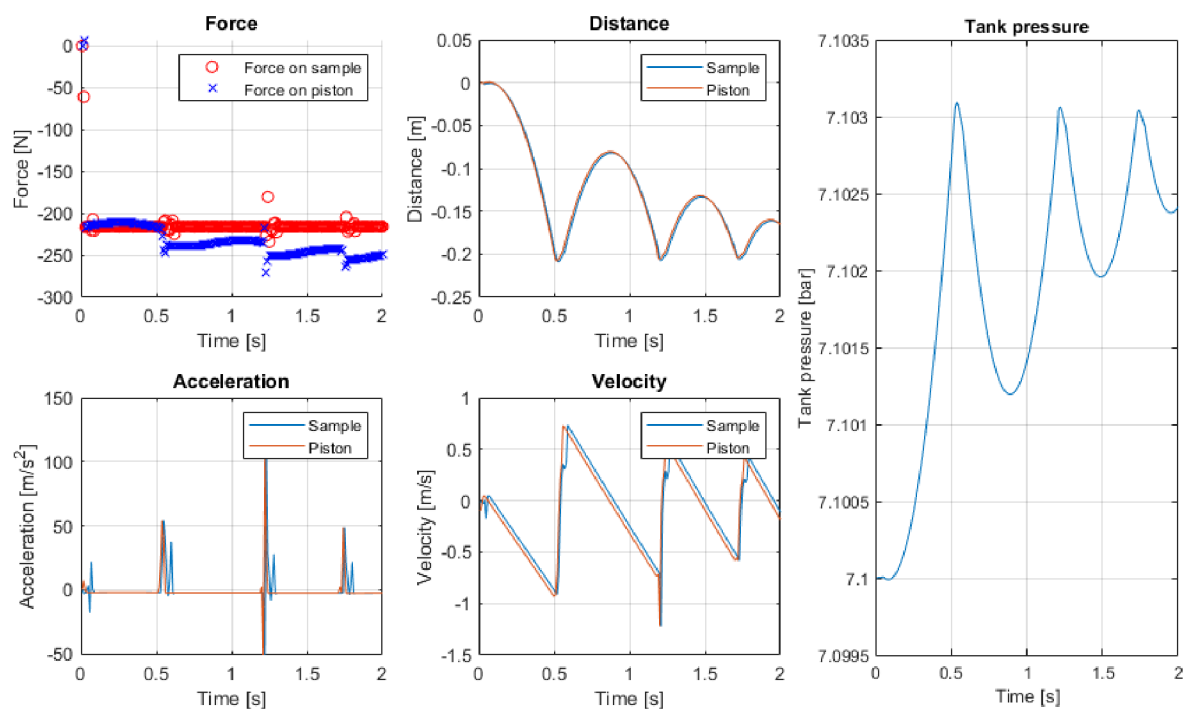 Force
Force [N]
0
-50
-100
-150
-200
-250
-300
Force on sample
Force on piston
0
0.5
1
1.5
2
Time [s]
Distance
Distance [m]
0.05
0
-0.05
-0.1
-0.15
-0.2
-0.25
Sample
Piston
0
0.5
1
1.5
2
Time [s]
Tank pressure
Tank pressure [bar]
7.1035
7.103
7.1025
7.102
7.1015
7.101
7.1005
7.1
7.0995
0
0.5
1
1.5
2
Time [s]
Acceleration
Acceleration [m/s²]
150
100
50
0
-50
Sample
Piston
0
0.5
1
1.5
2
Time [s]
Velocity
Velocity [m/s]
1
0.5
0
-0.5
-1
-1.5
Sample
Piston
0
0.5
1
1.5
2
Time [s]